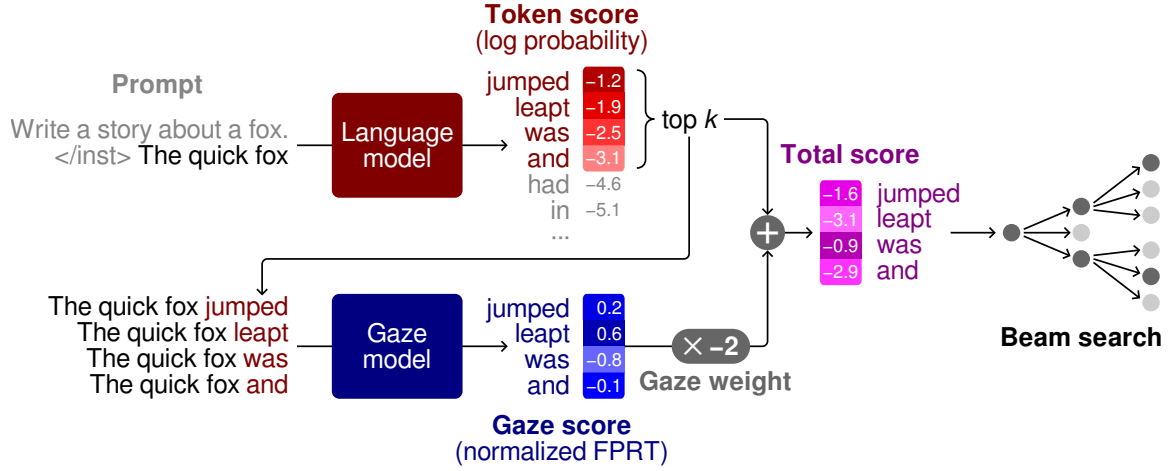 Token score
(log probability)
Prompt
Write a story about a fox.
</inst> The quick fox
Language
model
jumped −1.2
leapt −1.9
was −2.5
and −3.1
had −4.6
in −5.1
...
top k
The quick fox jumped
The quick fox leapt
The quick fox was
The quick fox and
Gaze
model
jumped 0.2
leapt 0.6
was −0.8
and −0.1
Gaze score
(normalized FPRT)
× −2
Gaze weight
+
Total score
−1.6 jumped
−3.1 leapt
−0.9 was
−2.9 and
Beam search